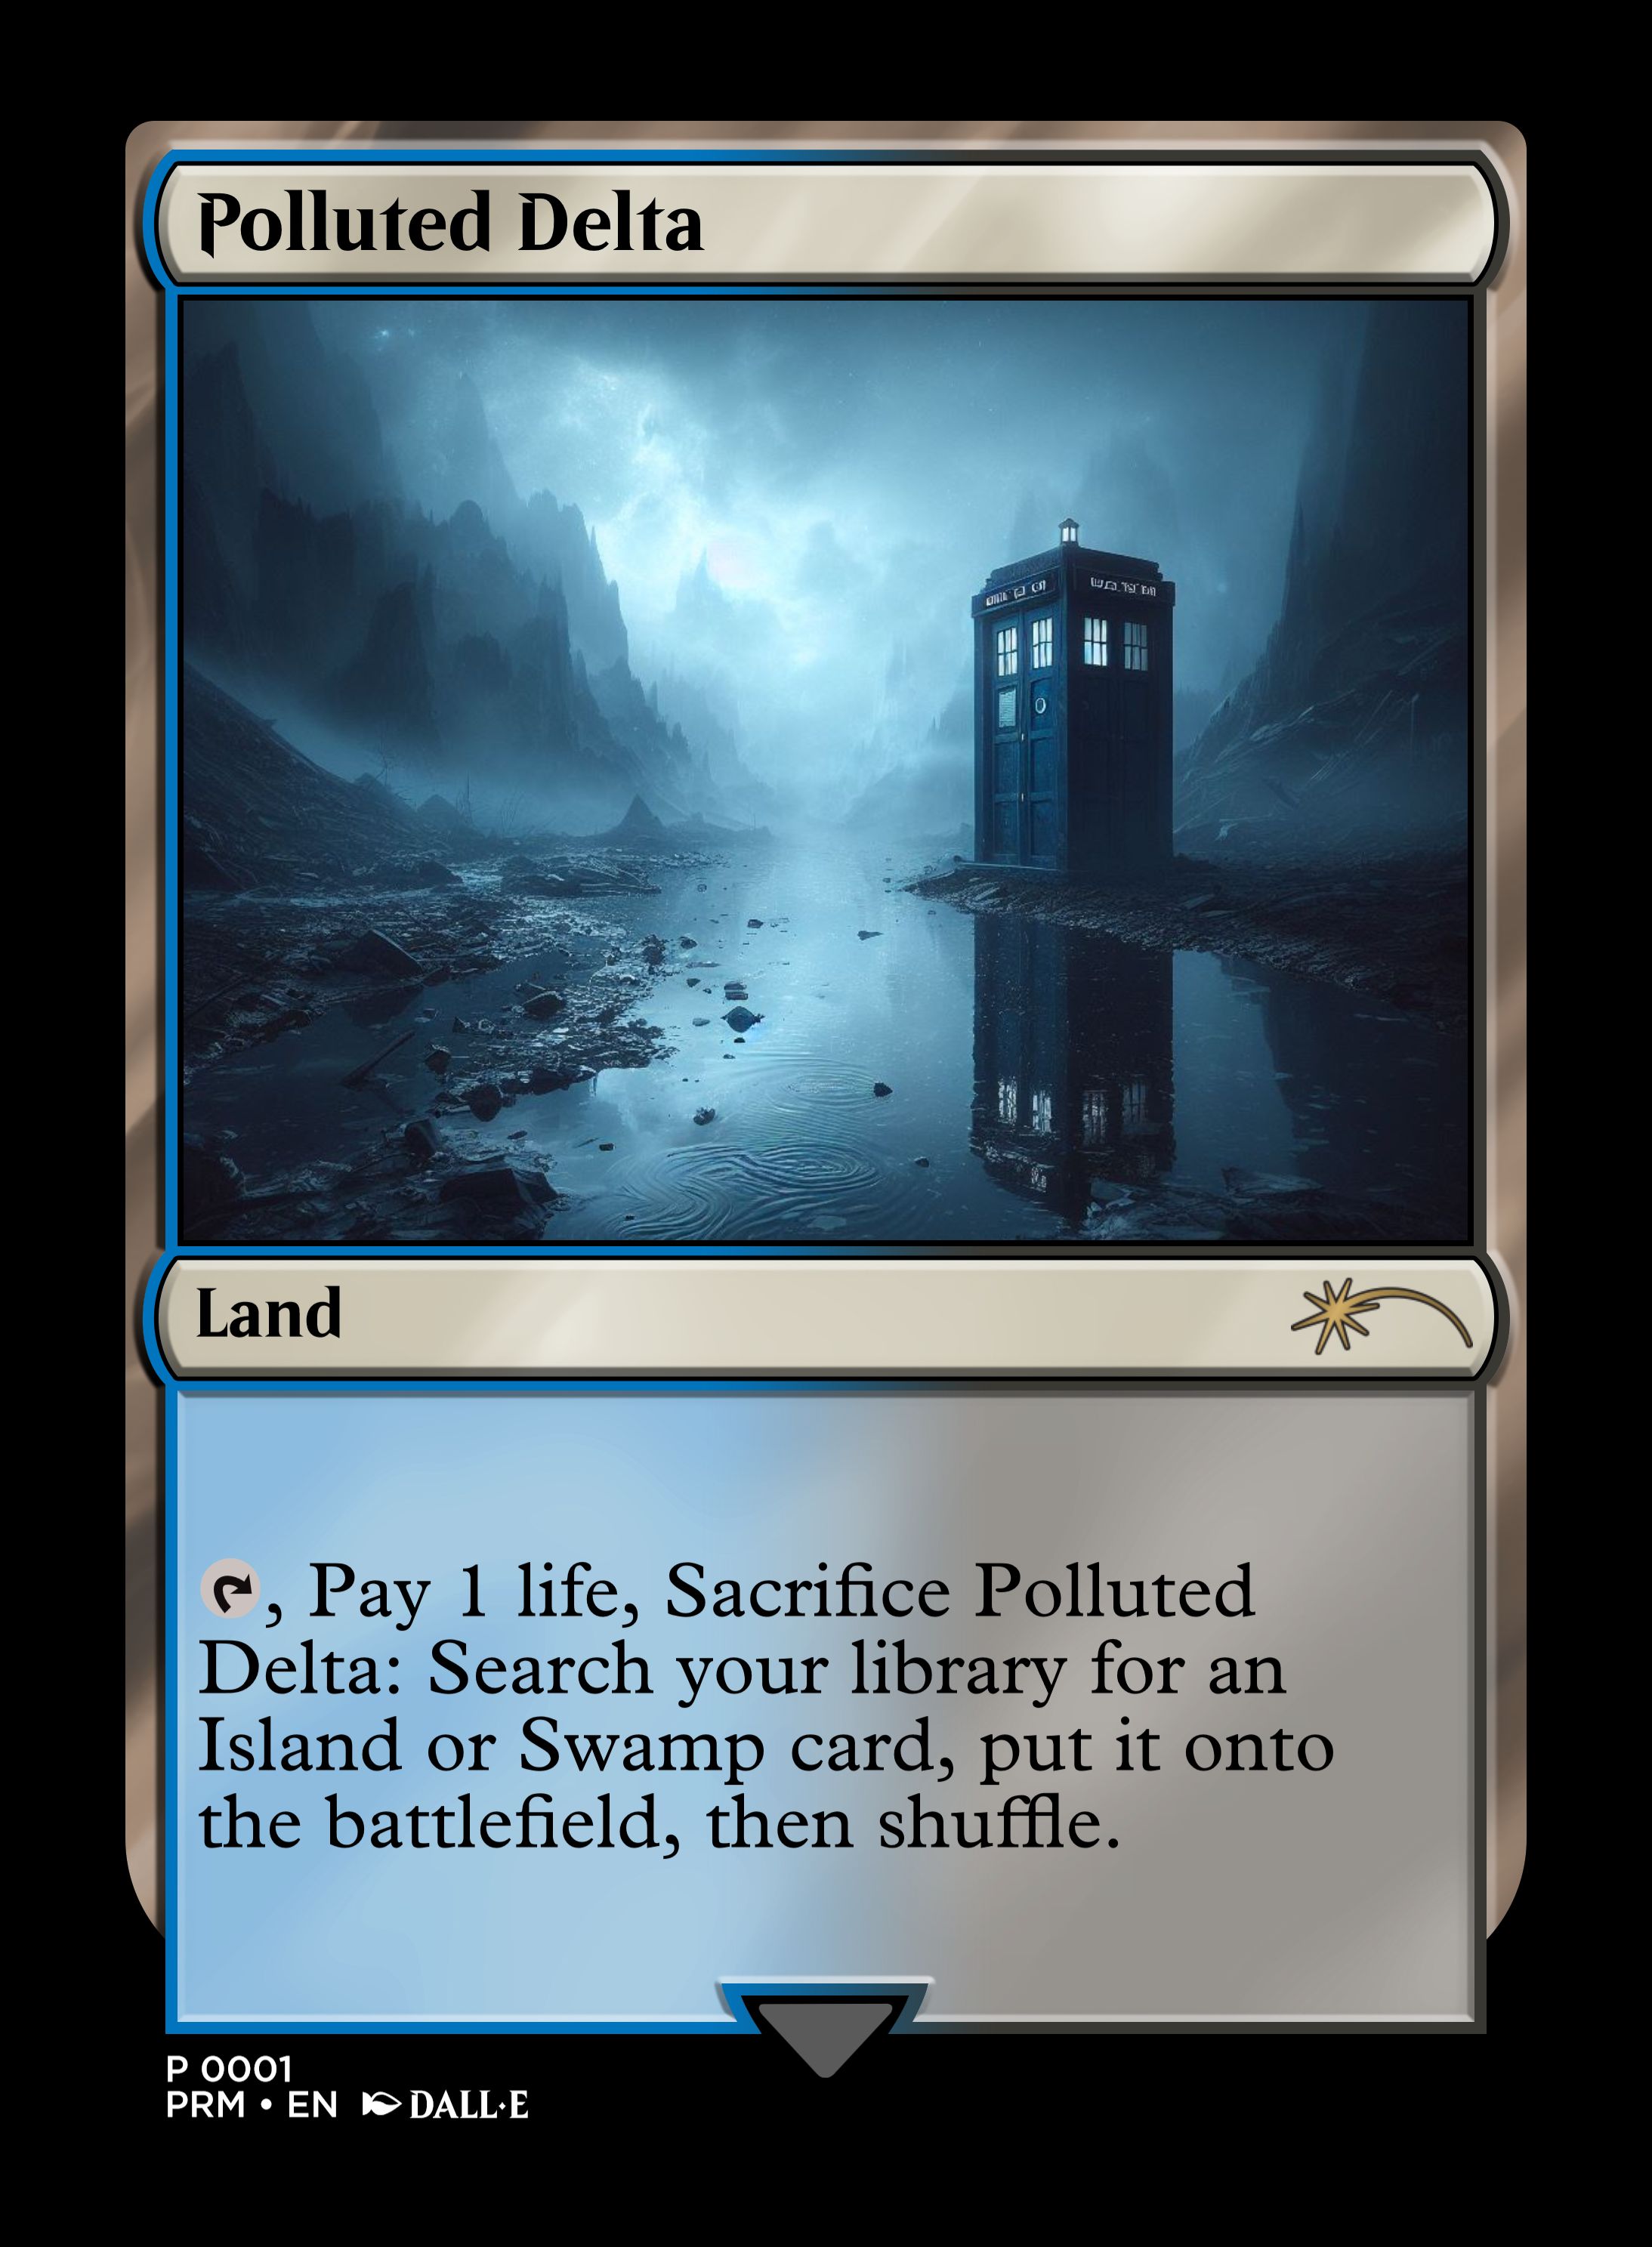 Polluted Delta
Land
, Pay 1 life, Sacrifice Polluted
Delta: Search your library for an
Island or Swamp card, put it onto
the battlefield, then shuffle.
P 0001
PRM • EN DALL•E